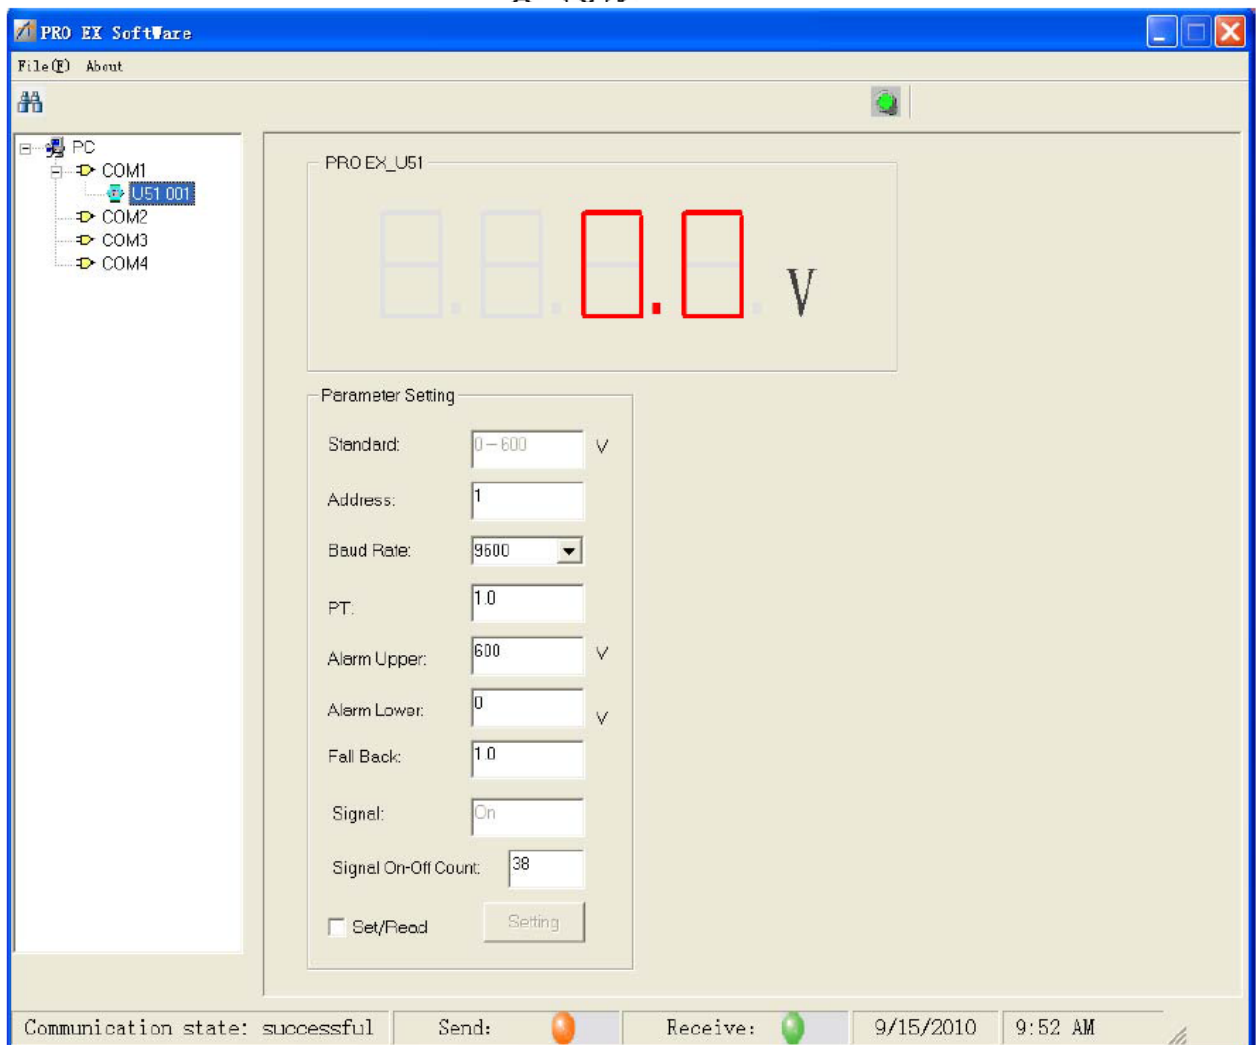 PRO EX SoftWare
File(F) About
PC
COM1
U51 001
COM2
COM3
COM4
PRO EX_U51
0.0 V
Parameter Setting
Standard: 0-600 V
Address: 1
Baud Rate: 9600
PT: 1.0
Alarm Upper: 600 V
Alarm Lower: 0 V
Fall Back: 1.0
Signal: On
Signal On-Off Count: 38
Set/Read Setting
Communication state: successful Send: Receive: 9/15/2010 9:52 AM